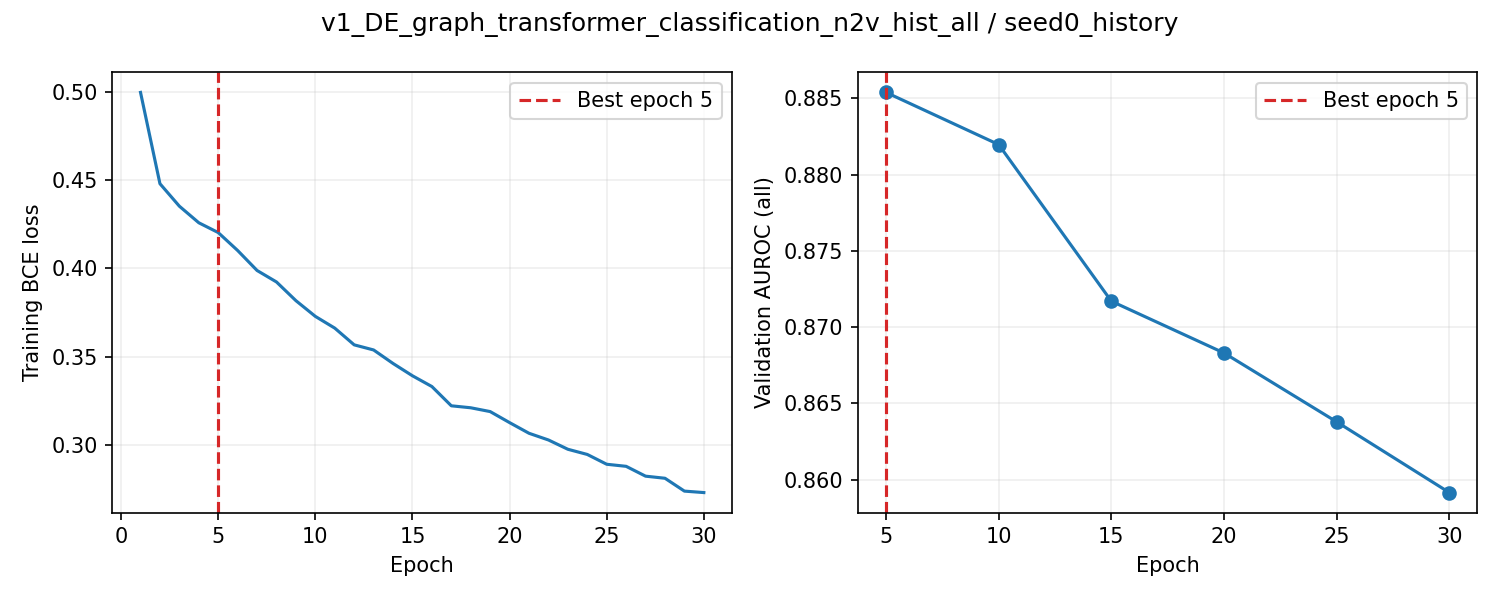 v1_DE_graph_transformer_classification_n2v_hist_all / seed0_history
Training BCE loss
0.50
0.45
0.40
0.35
0.30
Best epoch 5
0 5 10 15 20 25 30
Epoch
Validation AUROC (all)
0.885
0.880
0.875
0.870
0.865
0.860
Best epoch 5
5 10 15 20 25 30
Epoch